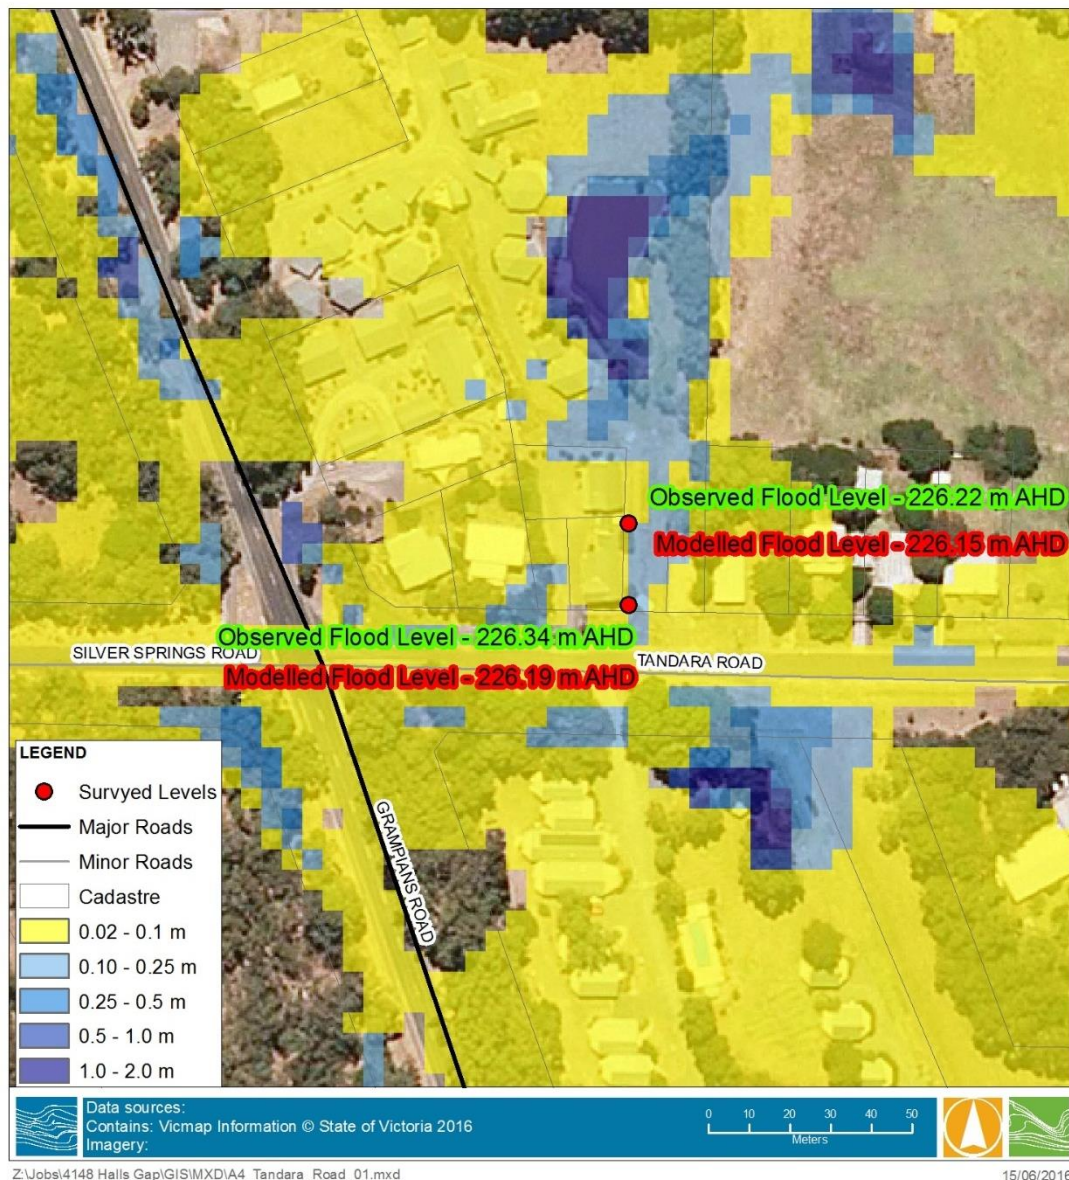 Observed Flood Level - 226.22 m AHD
Modelled Flood Level - 226.15 m AHD
Observed Flood Level - 226.34 m AHD
SILVER SPRINGS ROAD
TANDARA ROAD
Modelled Flood Level - 226.19 m AHD
GRAMPIANS ROAD
LEGEND
Survyed Levels
Major Roads
Minor Roads
Cadastre
0.02 - 0.1 m
0.10 - 0.25 m
0.25 - 0.5 m
0.5 - 1.0 m
1.0 - 2.0 m
Data sources:
Contains: Vicmap Information © State of Victoria 2016
Imagery:
0 10 20 30 40 50
Meters
Z:\Jobs\4148 Halls Gap\GIS\MXD\A4_Tandara_Road_01.mxd
15/06/2016